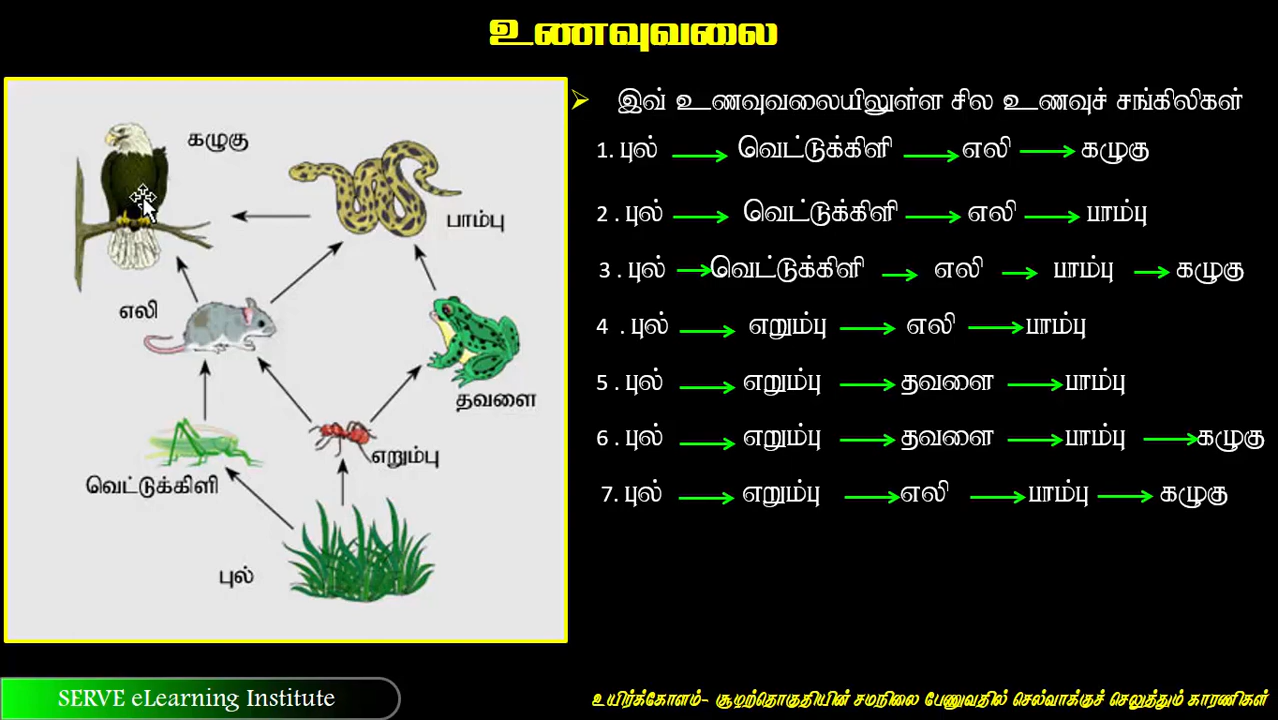 உணவுவலை
➢ இவ் உணவுவலையிலுள்ள சில உணவுச் சங்கிலிகள்
1. புல் → வெட்டுக்கிளி → எலி → கழுகு
2 . புல் → வெட்டுக்கிளி → எலி → பாம்பு
3 . புல் → வெட்டுக்கிளி → எலி → பாம்பு → கழுகு
4 . புல் → எறும்பு → எலி → பாம்பு
5 . புல் → எறும்பு → தவளை → பாம்பு
6 . புல் → எறும்பு → தவளை → பாம்பு → கழுகு
7. புல் → எறும்பு → எலி → பாம்பு → கழுகு
கழுகு
பாம்பு
எலி
தவளை
எறும்பு
வெட்டுக்கிளி
புல்
SERVE eLearning Institute
உயிர்க்கோளம்- சூழற்தொகுதியின் சமநிலை பேணுவதில் செல்வாக்குச் செலுத்தும் காரணிகள்